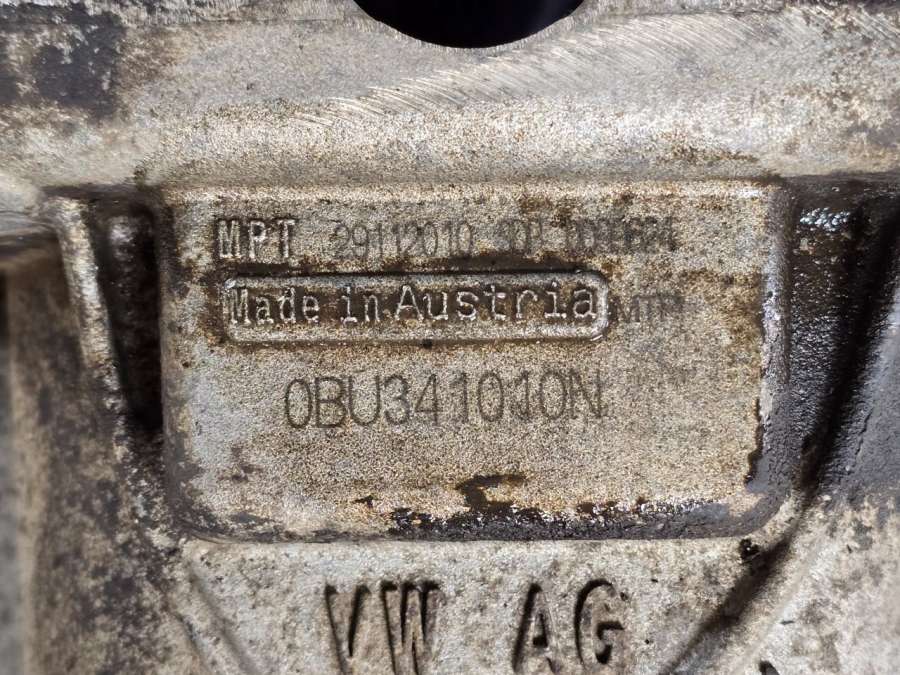 MPT 29112010
Made in Austria
0BU341010N
VW AG